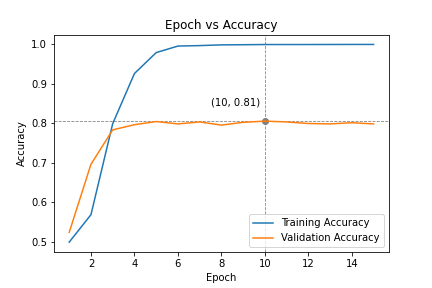 Epoch vs Accuracy
1.0
0.9
(10, 0.81)
0.8
0.7
0.6
0.5
Accuracy
Training Accuracy
Validation Accuracy
2 4 6 8 10 12 14
Epoch